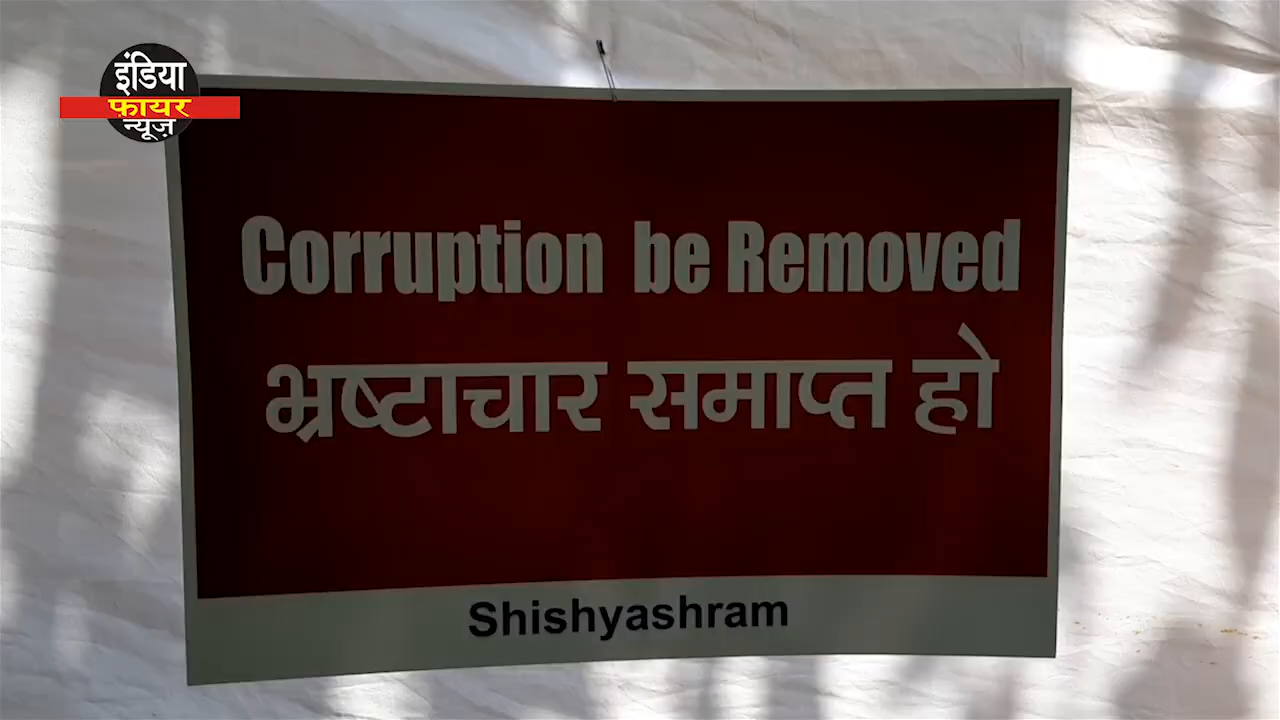 इंडिया
फ़ायर
न्यूज़
Corruption be Removed
भ्रष्टाचार समाप्त हो
Shishyashram